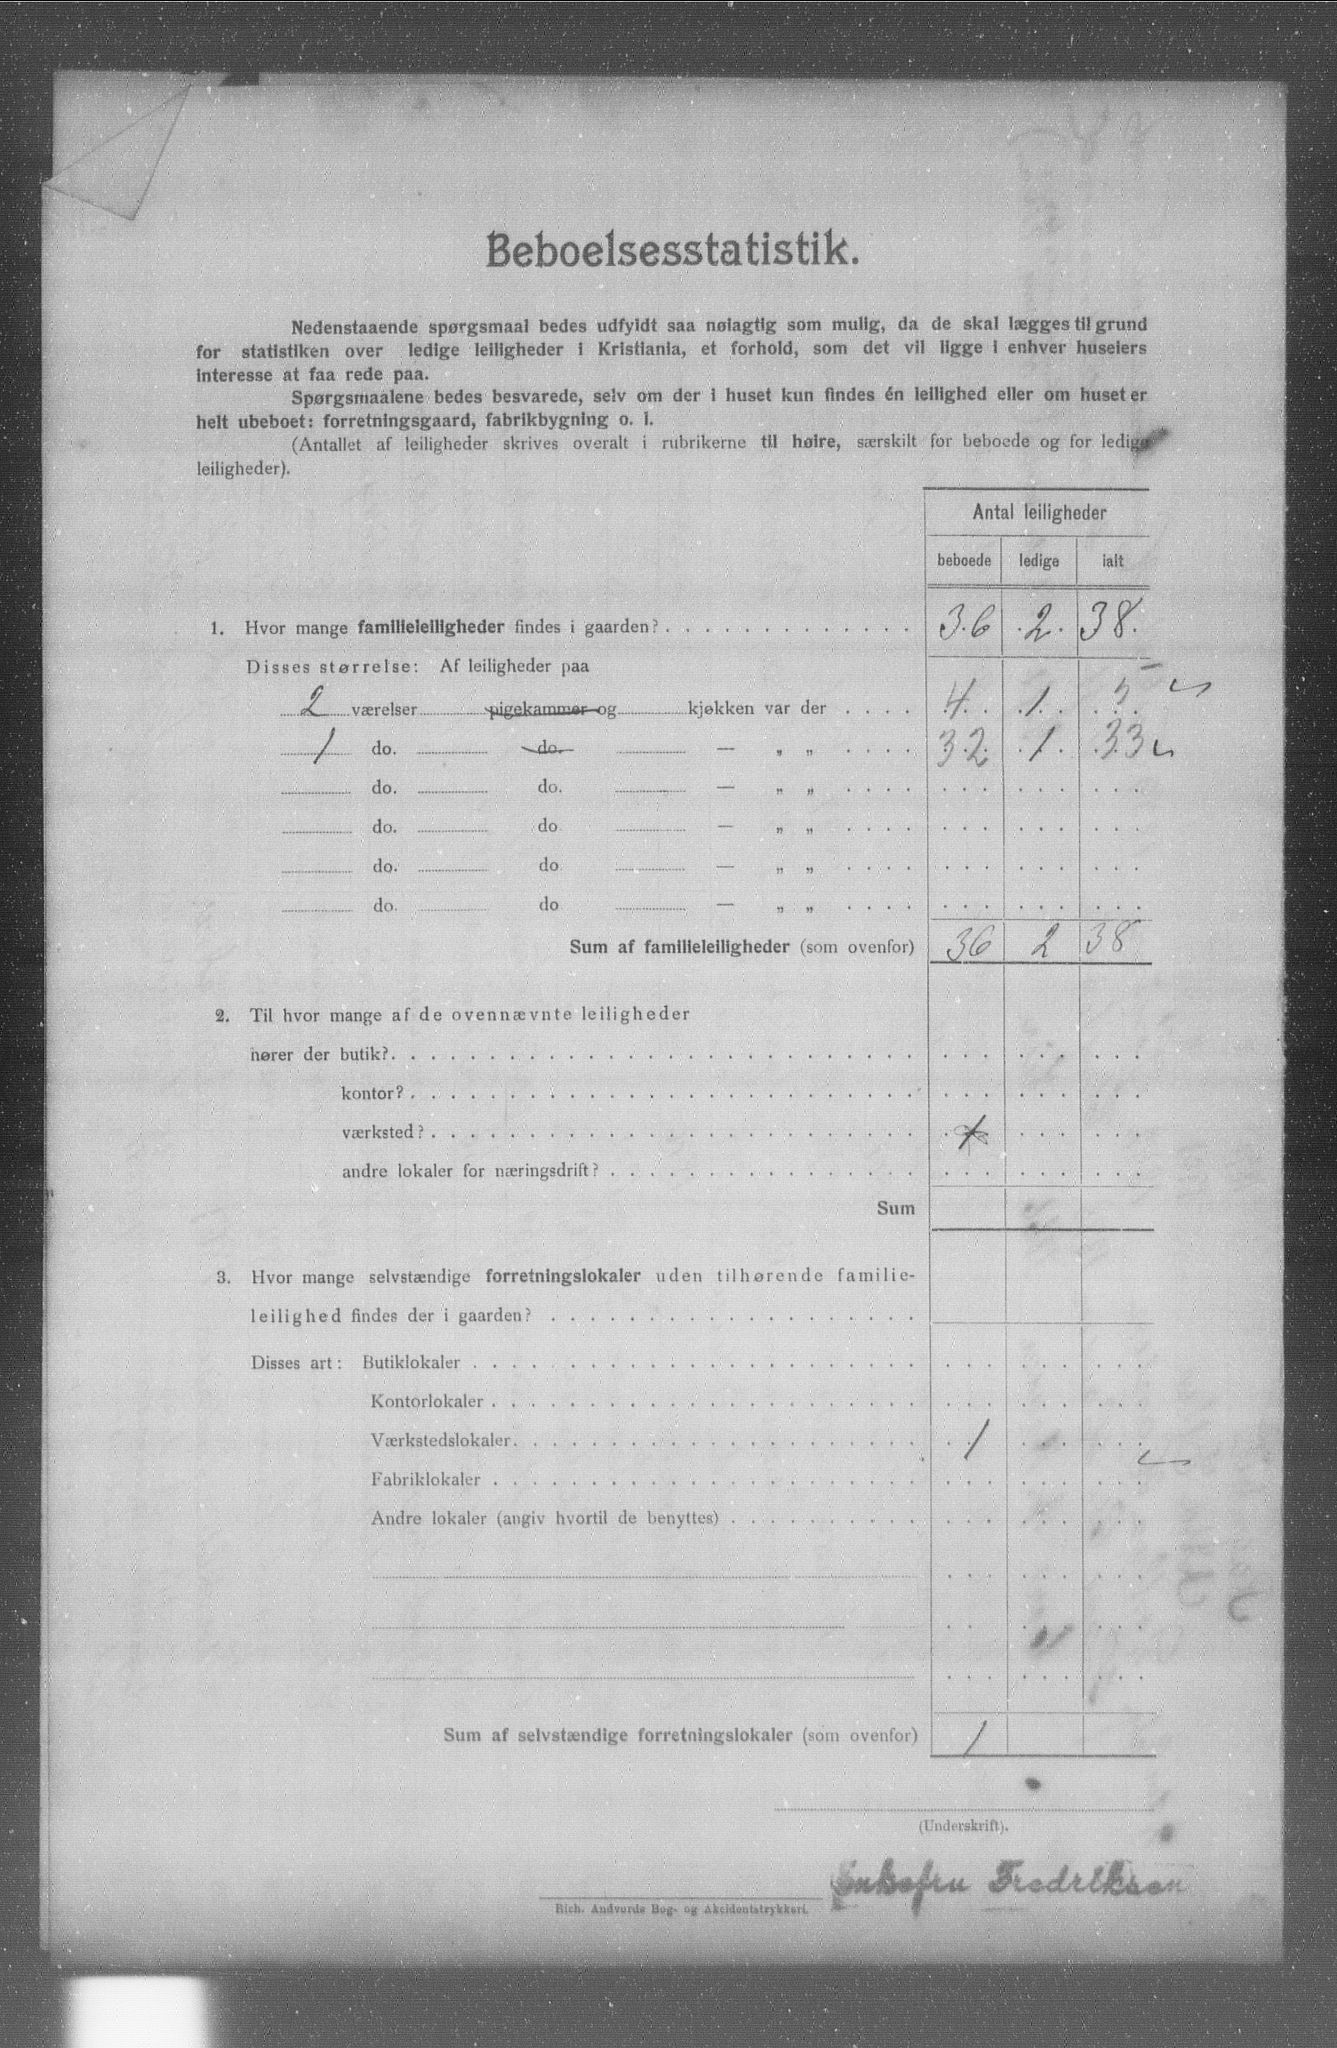 Beboelsesstatistik.
Nedenstaaende spørgsmaal bedes udfyldt saa nøiagtig som mulig, da de skal lægges til grund
for statistiken over ledige leiligheder i Kristiania, et forhold, som det vil ligge i enhver huseiers
interesse at faa rede paa.
Spørgsmaalene bedes besvarede, selv om der i huset kun findes én leilighed eller om huset er
helt ubeboet: forretningsgaard, fabrikbygning o. l.
(Antallet af leiligheder skrives overalt i rubrikerne til høire, særskilt for beboede og for ledige
leiligheder).
Antal leiligheder
beboede ledige ialt
1. Hvor mange familieleiligheder findes i gaarden? 36 2 38
Disses størrelse: Af leiligheder paa
2 værelser pigekammer og kjøkken var der 4 1 5
1 do. do. — „ „ 32 1 33
do. do. — „ „
do. do — „ „
do. do — „ „
do. do — „ „
Sum af familieleiligheder (som ovenfor) 36 2 38
2. Til hvor mange af de ovennævnte leiligheder
hører der butik?
kontor?
værksted?
andre lokaler for næringsdrift?
Sum
3. Hvor mange selvstændige forretningslokaler uden tilhørende familie-
leilighed findes der i gaarden?
Disses art: Butiklokaler
Kontorlokaler
Værkstedslokaler 1
Fabriklokaler
Andre lokaler (angiv hvortil de benyttes)
Sum af selvstændige forretningslokaler (som ovenfor) 1
(Underskrift).
Enkefru Fredriksen
Rich. Andvords Bog- og Akcidentstrykkeri.